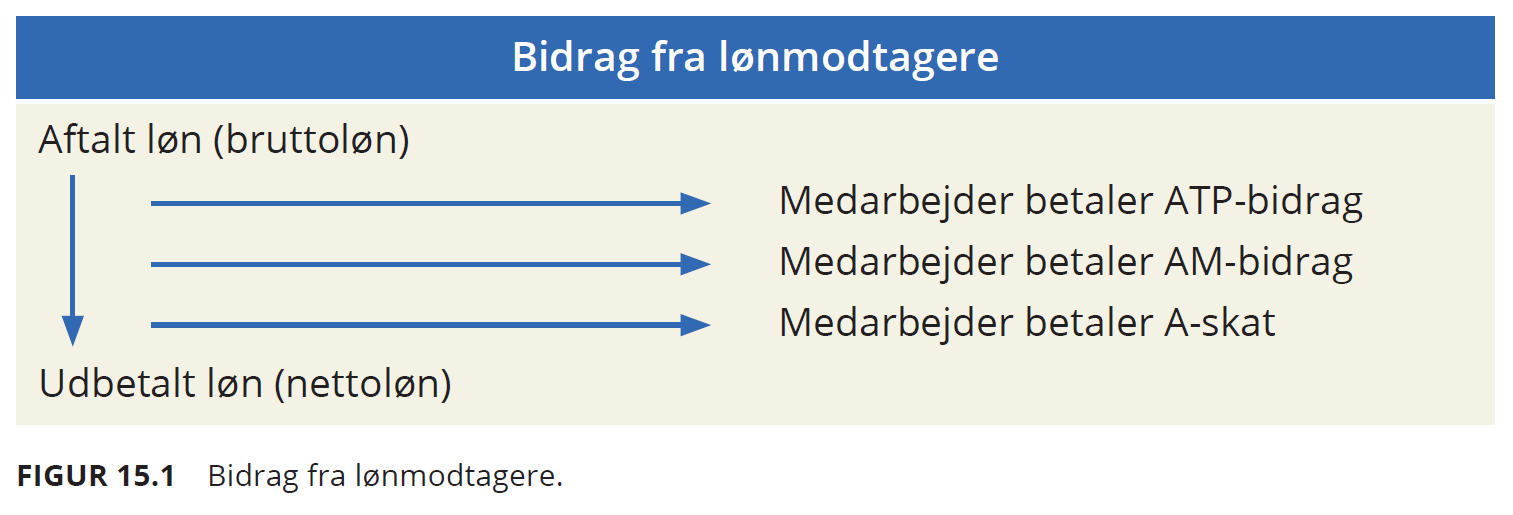 Bidrag fra lønmodtagere
Aftalt løn (bruttoløn)
Medarbejder betaler ATP-bidrag
Medarbejder betaler AM-bidrag
Medarbejder betaler A-skat
Udbetalt løn (nettoløn)
FIGUR 15.1 Bidrag fra lønmodtagere.